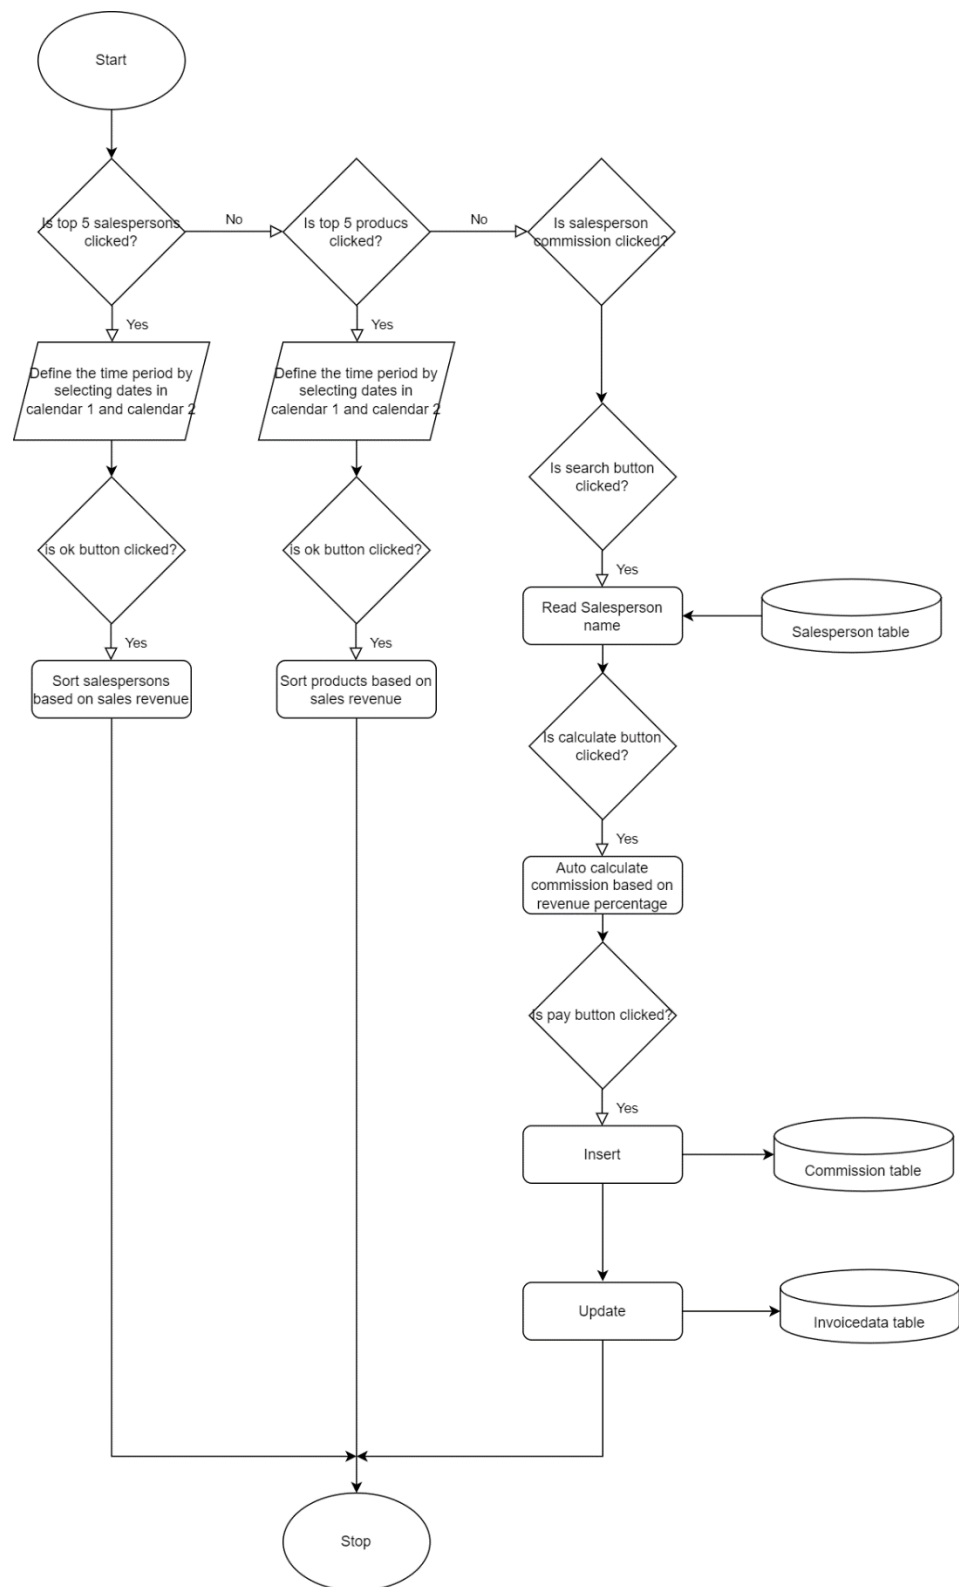 Start
Is top 5 salespersons
clicked?
No
Is top 5 producs
clicked?
No
Is salesperson
commission clicked?
Yes
Yes
Define the time period by
selecting dates in
calendar 1 and calendar 2
Define the time period by
selecting dates in
calendar 1 and calendar 2
Is search button
clicked?
is ok button clicked?
is ok button clicked?
Yes
Read Salesperson
name
Salesperson table
Yes
Yes
Sort salespersons
based on sales revenue
Sort products based on
sales revenue
Is calculate button
clicked?
Yes
Auto calculate
commission based on
revenue percentage
Is pay button clicked?
Yes
Insert
Commission table
Update
Invoicedata table
Stop